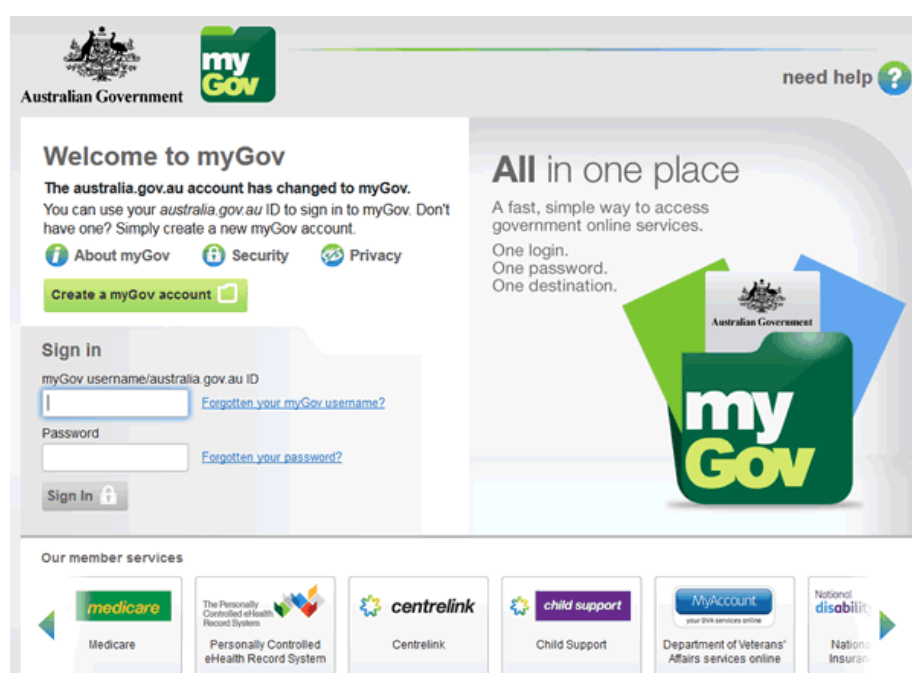 Australian Government
my
Gov
need help ?
Welcome to myGov
The australia.gov.au account has changed to myGov.
You can use your australia.gov.au ID to sign in to myGov. Don't
have one? Simply create a new myGov account.
About myGov
Security
Privacy
Create a myGov account
All in one place
A fast, simple way to access
government online services.
One login.
One password.
One destination.
Australian Government
my
Gov
Sign in
myGov username/australia.gov.au ID
Forgotten your myGov username?
Password
Forgotten your password?
Sign In
Our member services
medicare
Medicare
The Personally
Controlled eHealth
Record System
Personally Controlled
eHealth Record System
centrelink
Centrelink
child support
Child Support
MyAccount
your DVA services online
Department of Veterans'
Affairs services online
National
disabilit
Nationa
Insuran